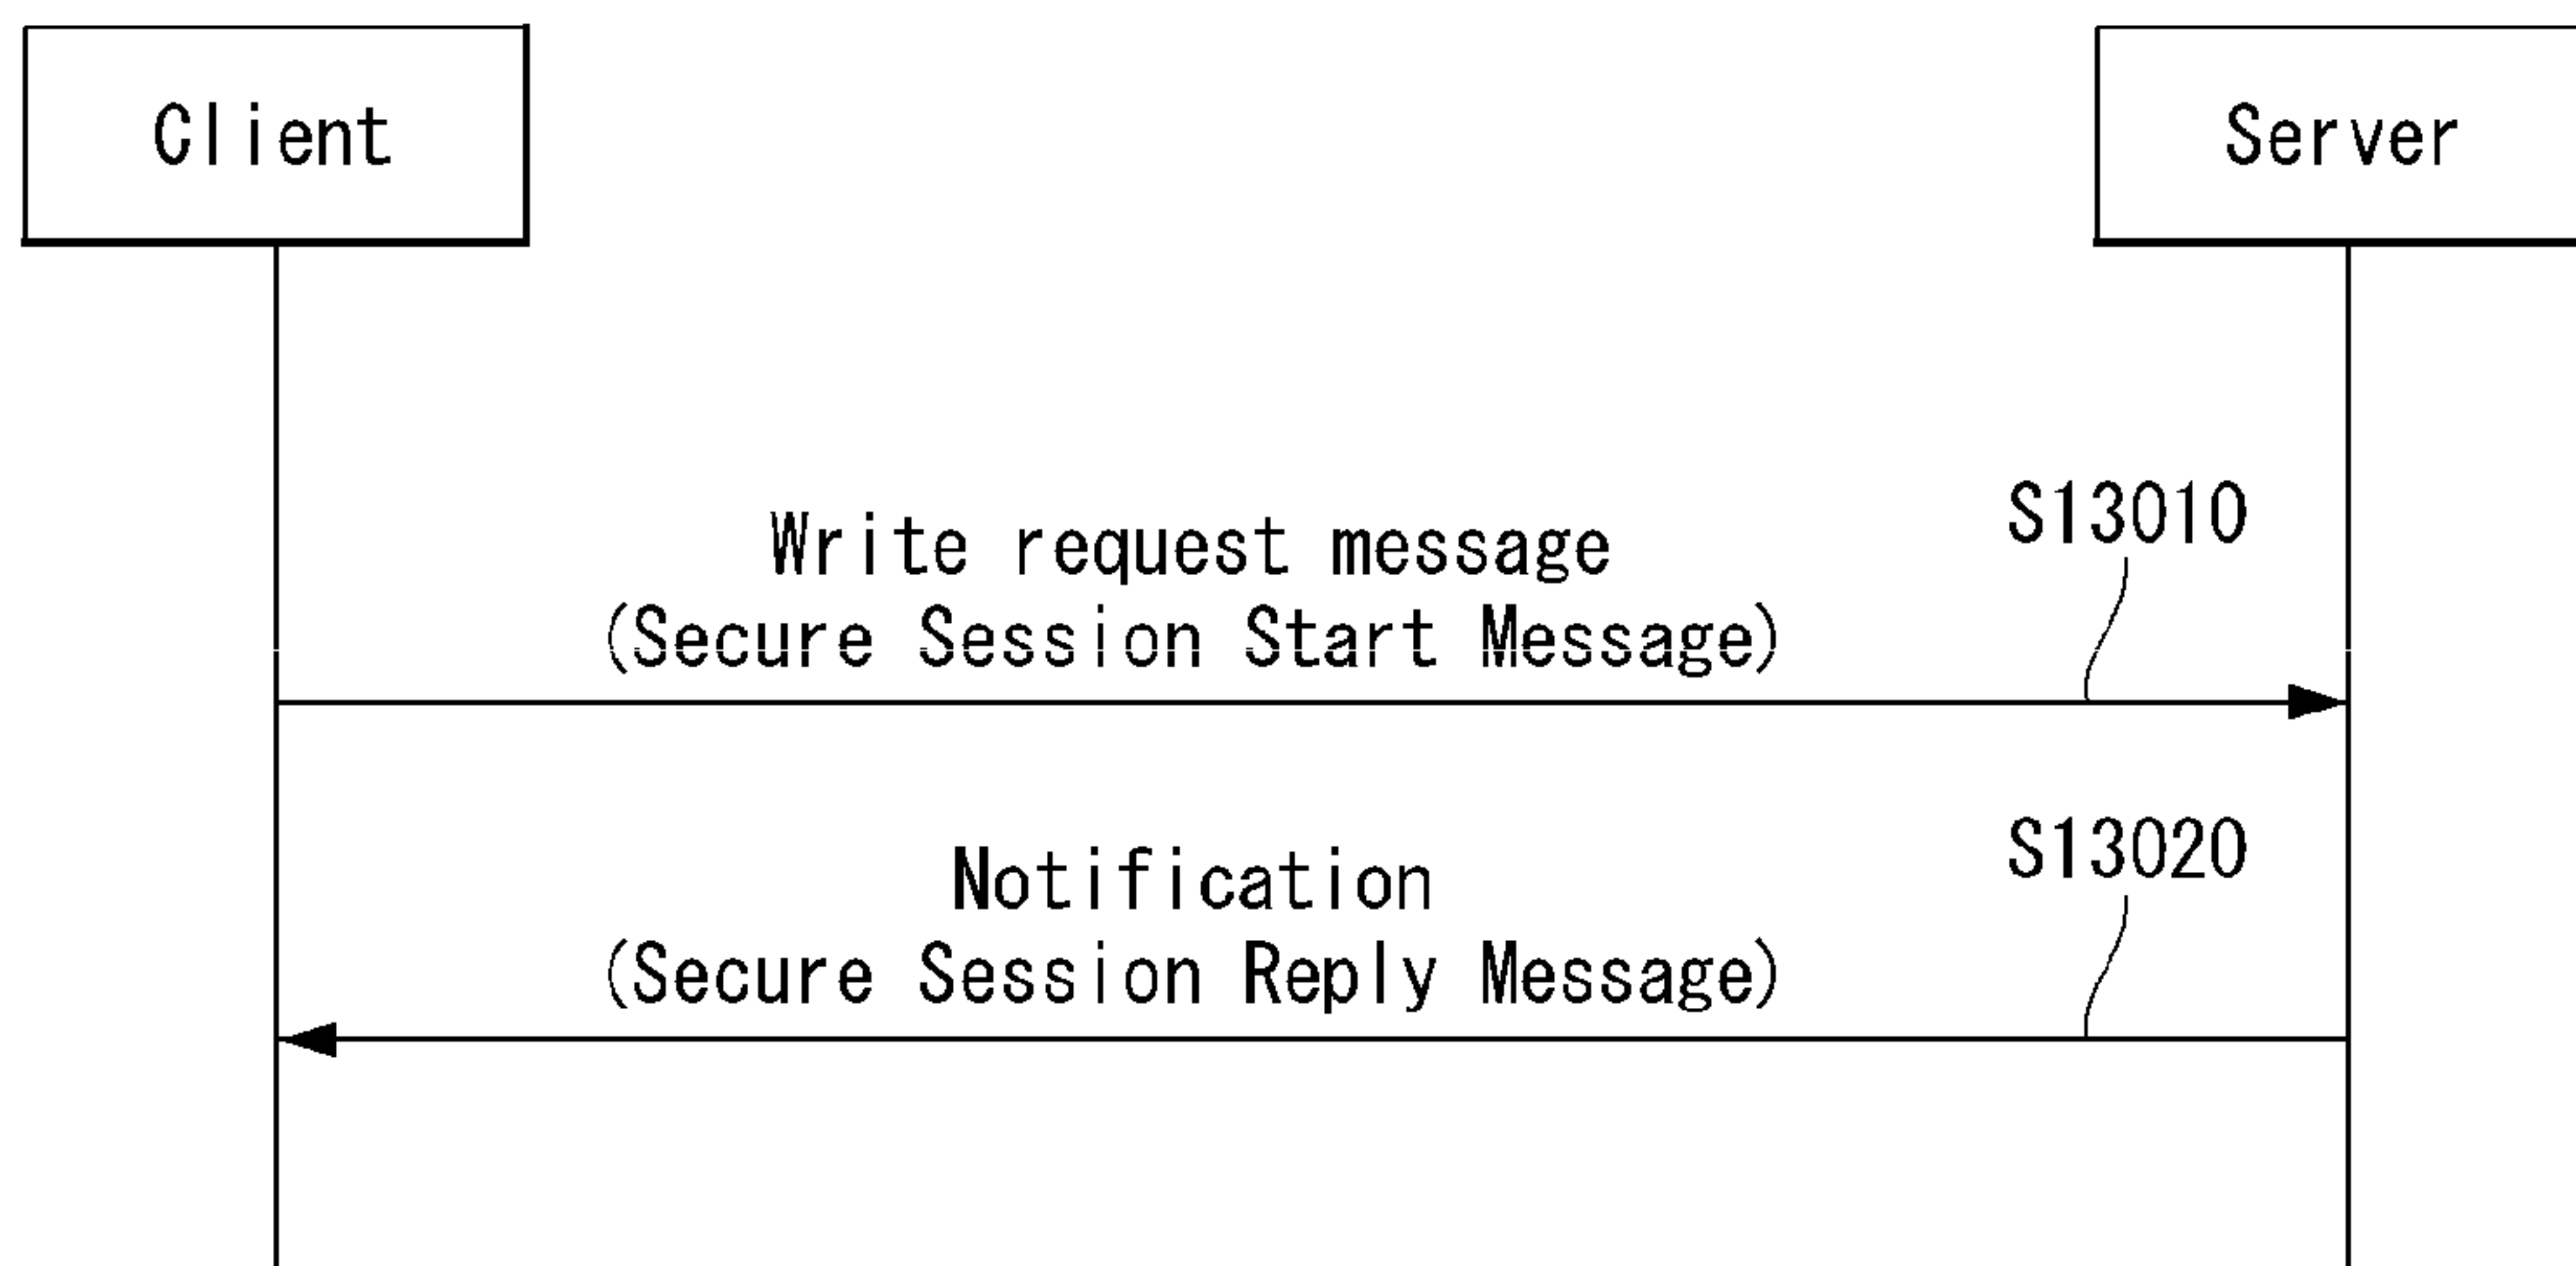 Client
Server
S13010
Write request message
(Secure Session Start Message)
S13020
Notification
(Secure Session Reply Message)